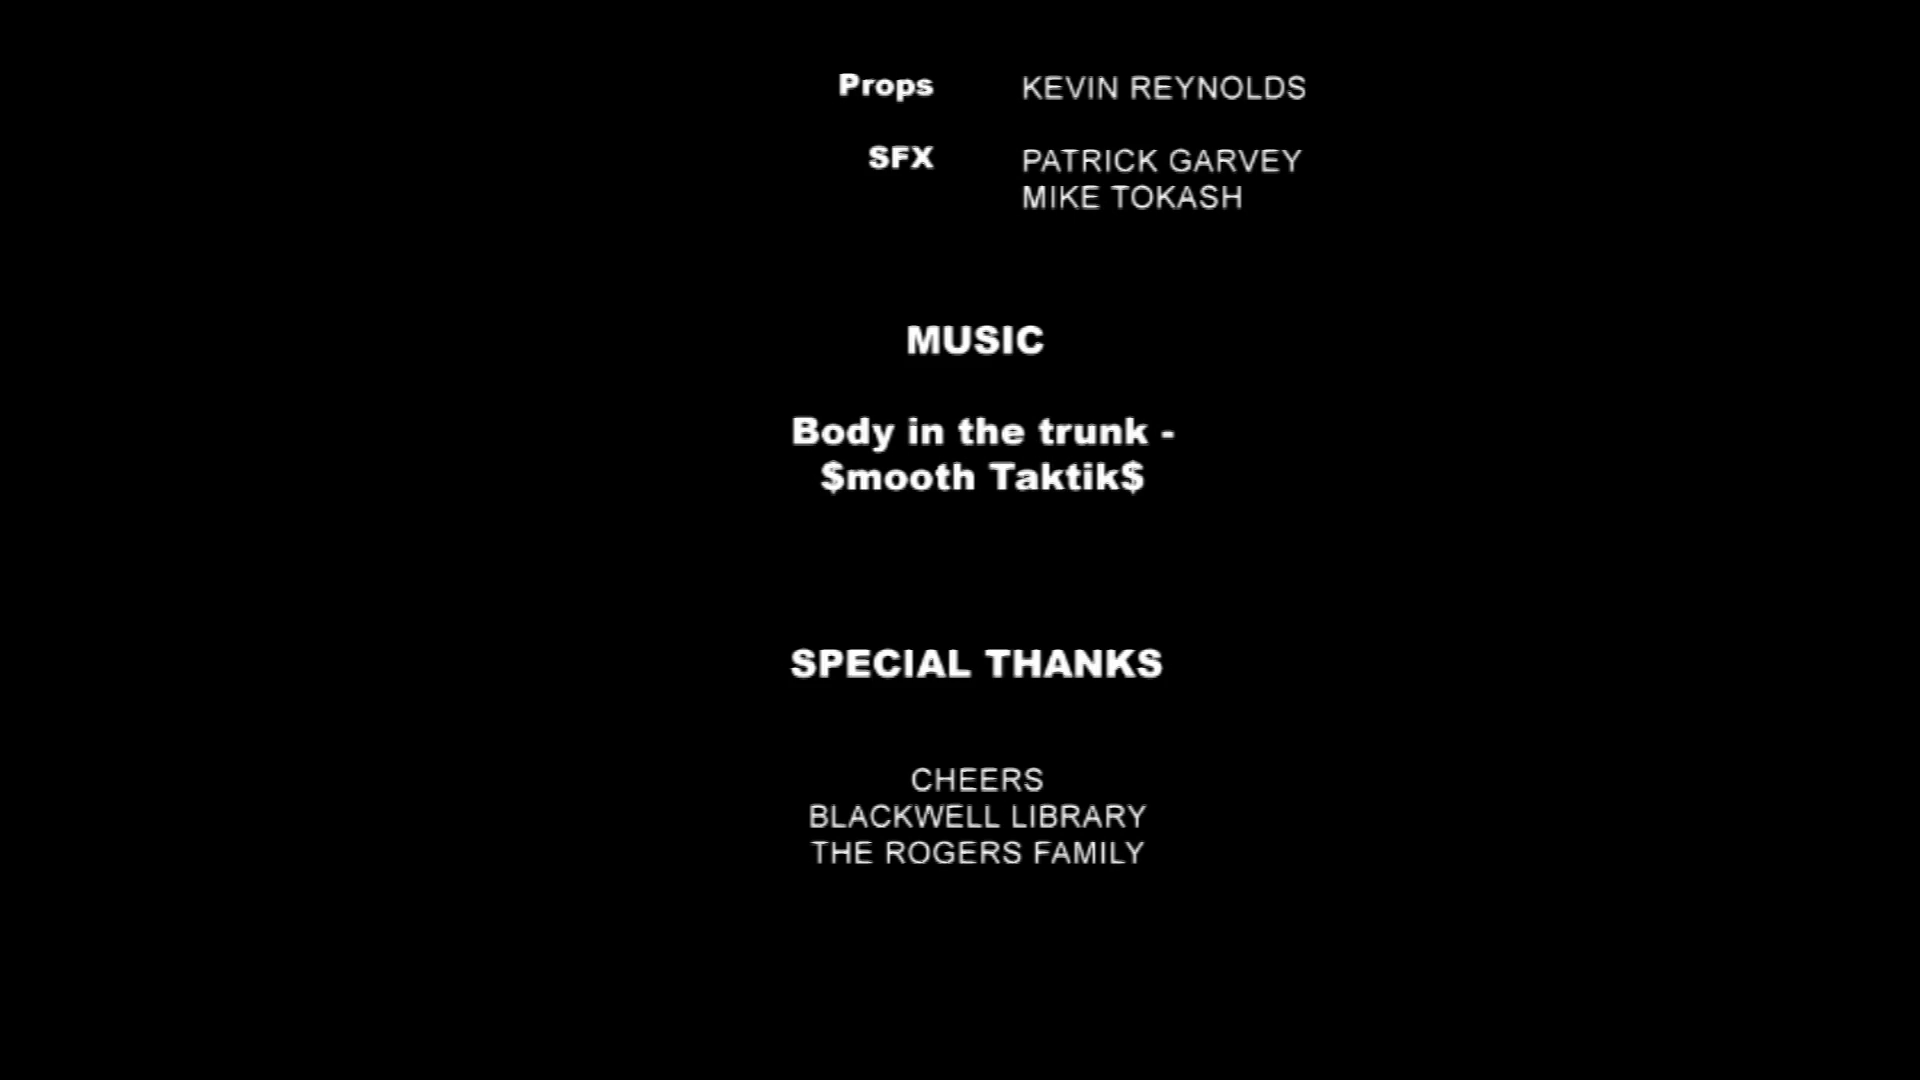 Props KEVIN REYNOLDS
SFX PATRICK GARVEY
MIKE TOKASH
MUSIC
Body in the trunk -
$mooth Taktik$
SPECIAL THANKS
CHEERS
BLACKWELL LIBRARY
THE ROGERS FAMILY